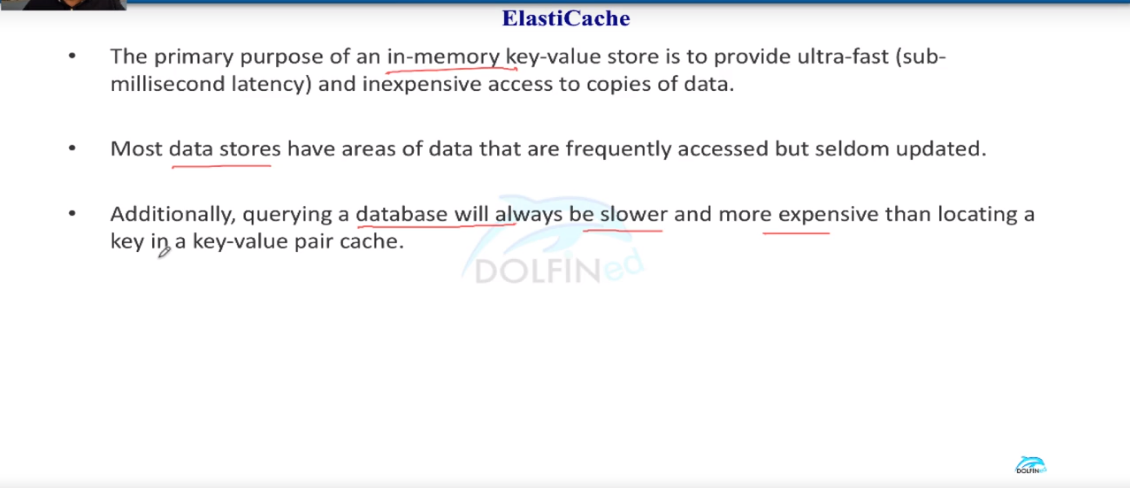 ElastiCache
• The primary purpose of an in-memory key-value store is to provide ultra-fast (sub-
millisecond latency) and inexpensive access to copies of data.
• Most data stores have areas of data that are frequently accessed but seldom updated.
• Additionally, querying a database will always be slower and more expensive than locating a
key in a key-value pair cache.
DOLFINed
DOLFINed